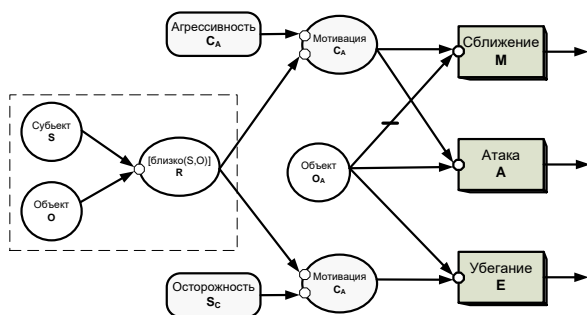 Агрессивность
CA
Мотивация
CA
Сближение
M
Субъект
S
[близко(S,O)]
R
Объект
O
Объект
OA
Атака
A
Осторожность
SC
Мотивация
CA
Убегание
E